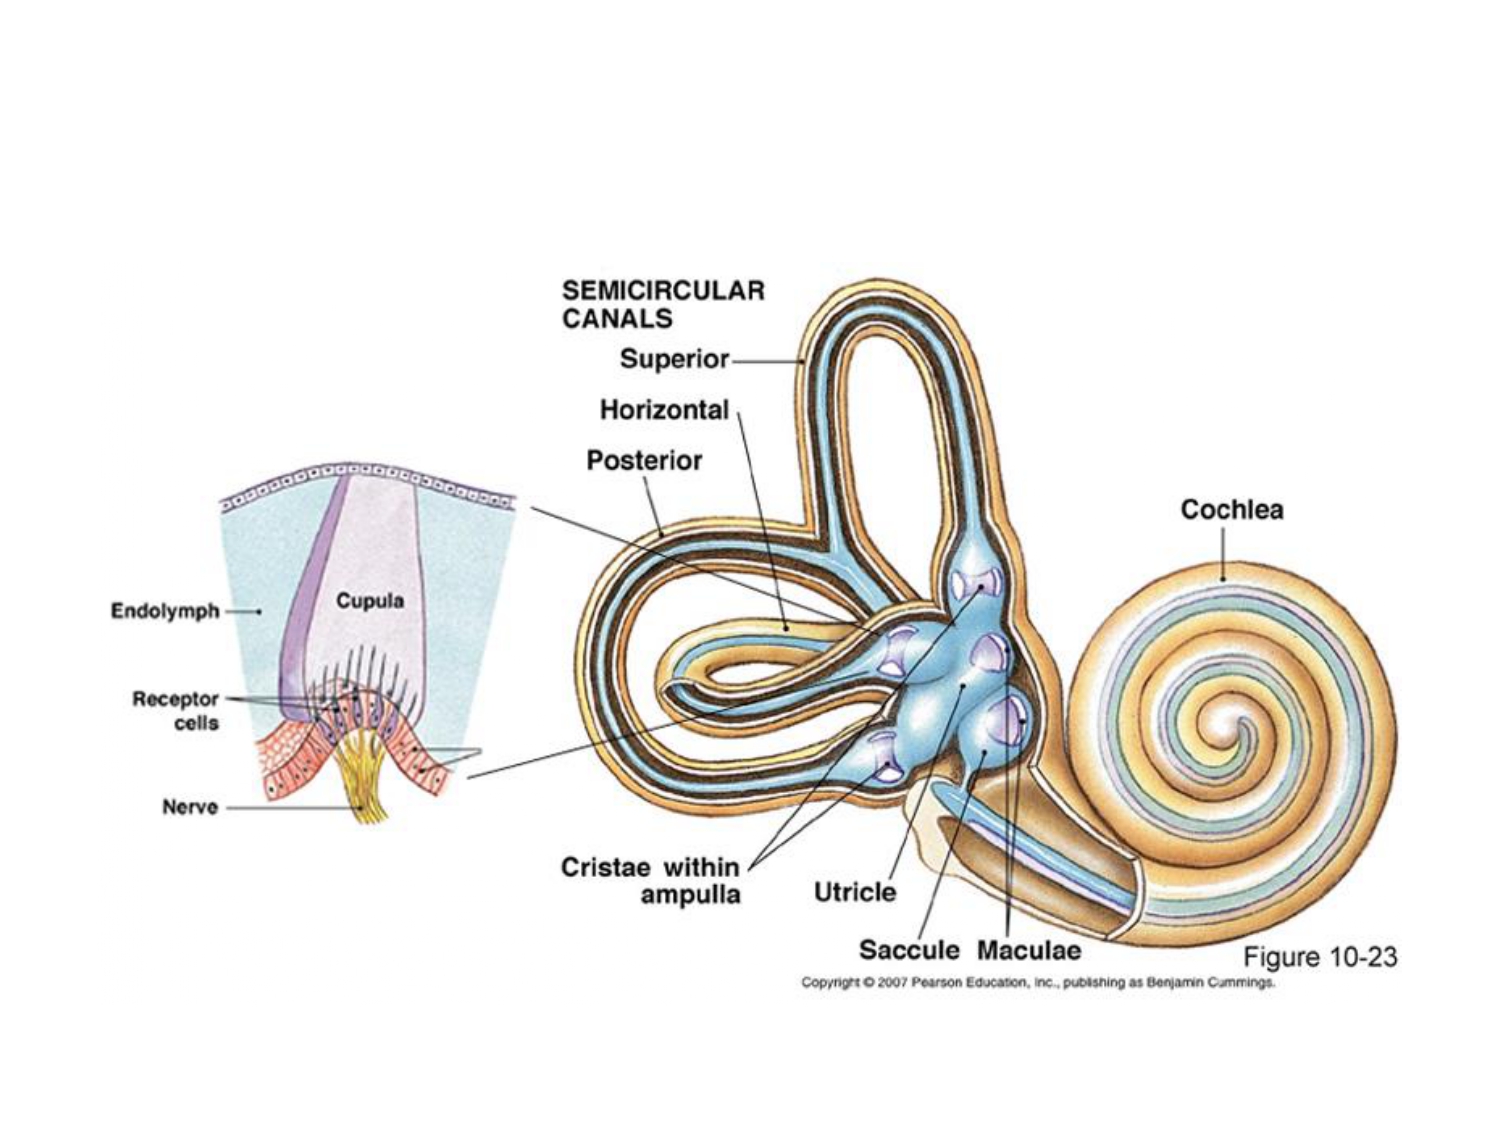 SEMICIRCULAR
CANALS
Superior
Horizontal
Posterior
Cochlea
Endolymph
Cupula
Receptor
cells
Nerve
Cristae within
ampulla
Utricle
Saccule
Maculae
Figure 10-23
Copyright © 2007 Pearson Education, Inc., publishing as Benjamin Cummings.